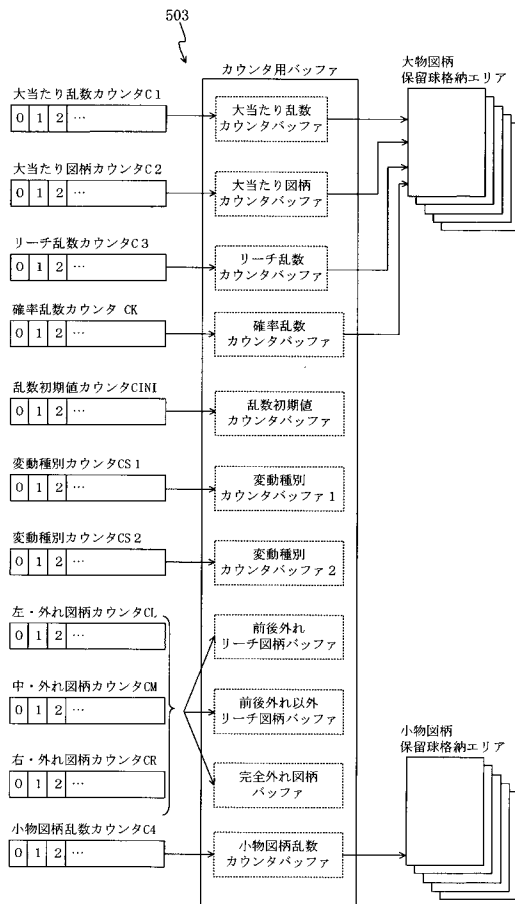 503
カウンタ用バッファ
大物図柄
保留球格納エリア
大当たり乱数カウンタC1
0 1 2 …
大当たり乱数
カウンタバッファ
大当たり図柄カウンタC2
0 1 2 …
大当たり図柄
カウンタバッファ
リーチ乱数カウンタC3
0 1 2 …
リーチ乱数
カウンタバッファ
確率乱数カウンタ CK
0 1 2 …
確率乱数
カウンタバッファ
乱数初期値カウンタCINI
0 1 2 …
乱数初期値
カウンタバッファ
変動種別カウンタCS1
0 1 2 …
変動種別
カウンタバッファ1
変動種別カウンタCS2
0 1 2 …
変動種別
カウンタバッファ2
左・外れ図柄カウンタCL
0 1 2 …
前後外れ
リーチ図柄バッファ
中・外れ図柄カウンタCM
0 1 2 …
前後外れ以外
リーチ図柄バッファ
右・外れ図柄カウンタCR
0 1 2 …
完全外れ図柄
バッファ
小物図柄
保留球格納エリア
小物図柄乱数カウンタC4
0 1 2 …
小物図柄乱数
カウンタバッファ